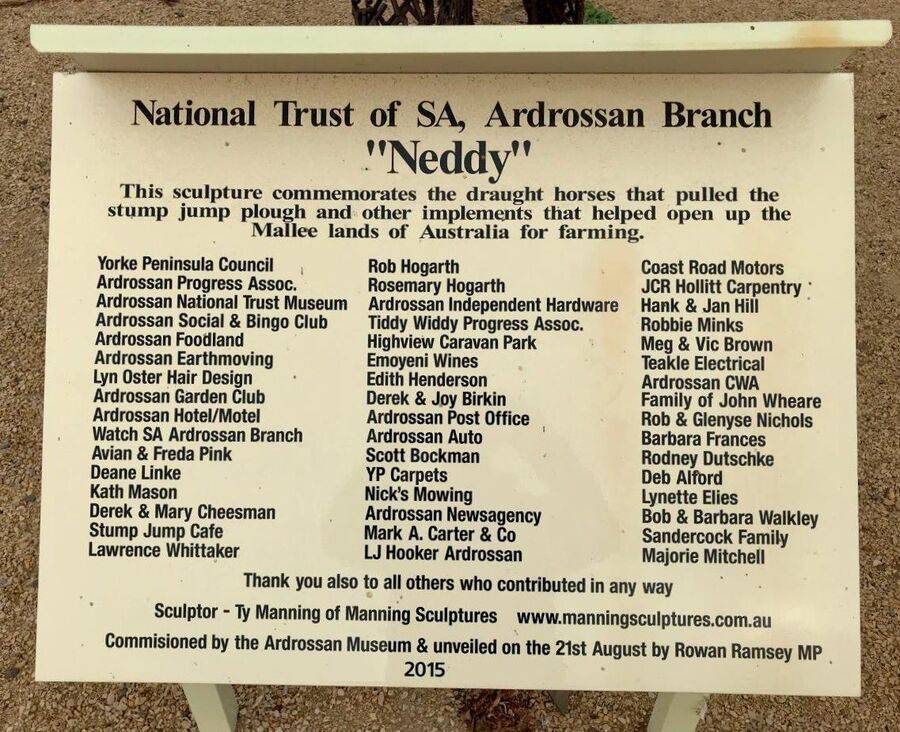 National Trust of SA, Ardrossan Branch
"Neddy"
This sculpture commemorates the draught horses that pulled the
stump jump plough and other implements that helped open up the
Mallee lands of Australia for farming.
Yorke Peninsula Council
Ardrossan Progress Assoc.
Ardrossan National Trust Museum
Ardrossan Social & Bingo Club
Ardrossan Foodland
Ardrossan Earthmoving
Lyn Oster Hair Design
Ardrossan Garden Club
Ardrossan Hotel/Motel
Watch SA Ardrossan Branch
Avian & Freda Pink
Deane Linke
Kath Mason
Derek & Mary Cheesman
Stump Jump Cafe
Lawrence Whittaker
Rob Hogarth
Rosemary Hogarth
Ardrossan Independent Hardware
Tiddy Widdy Progress Assoc.
Highview Caravan Park
Emoyeni Wines
Edith Henderson
Derek & Joy Birkin
Ardrossan Post Office
Ardrossan Auto
Scott Bockman
YP Carpets
Nick's Mowing
Ardrossan Newsagency
Mark A. Carter & Co
LJ Hooker Ardrossan
Coast Road Motors
JCR Hollitt Carpentry
Hank & Jan Hill
Robbie Minks
Meg & Vic Brown
Teakle Electrical
Ardrossan CWA
Family of John Wheare
Rob & Glenyse Nichols
Barbara Frances
Rodney Dutschke
Deb Alford
Lynette Elies
Bob & Barbara Walkley
Sandercock Family
Majorie Mitchell
Thank you also to all others who contributed in any way
Sculptor - Ty Manning of Manning Sculptures www.manningsculptures.com.au
Commisioned by the Ardrossan Museum & unveiled on the 21st August by Rowan Ramsey MP
2015